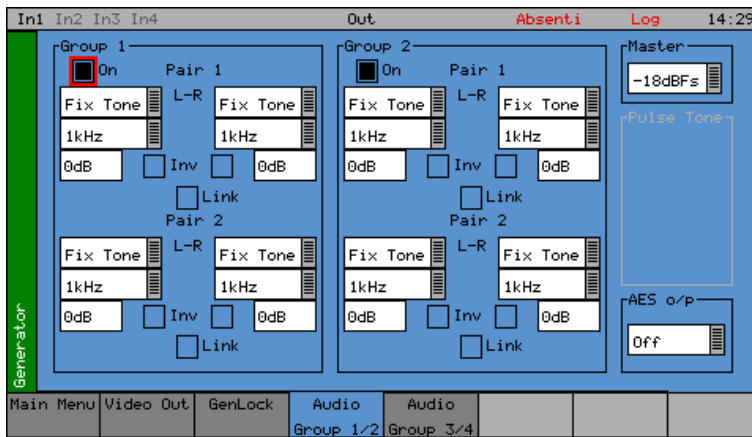 In1 In2 In3 In4 Out Absenti Log 14:29
Group 1
On Pair 1
Fix Tone L-R Fix Tone
1kHz 1kHz
0dB Inv 0dB
Link
Pair 2
Fix Tone L-R Fix Tone
1kHz 1kHz
0dB Inv 0dB
Link
Group 2
On Pair 1
Fix Tone L-R Fix Tone
1kHz 1kHz
0dB Inv 0dB
Link
Pair 2
Fix Tone L-R Fix Tone
1kHz 1kHz
0dB Inv 0dB
Link
Master
-18dBFs
Pulse Tone
AES o/p
Off
Generator
Main Menu Video Out GenLock Audio Group 1/2 Audio Group 3/4